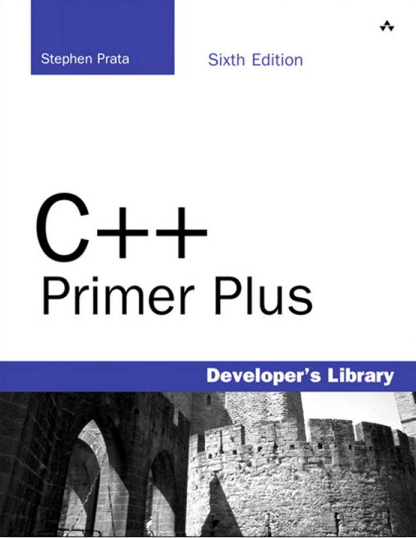 Stephen Prata
Sixth Edition
C++
Primer Plus
Developer's Library